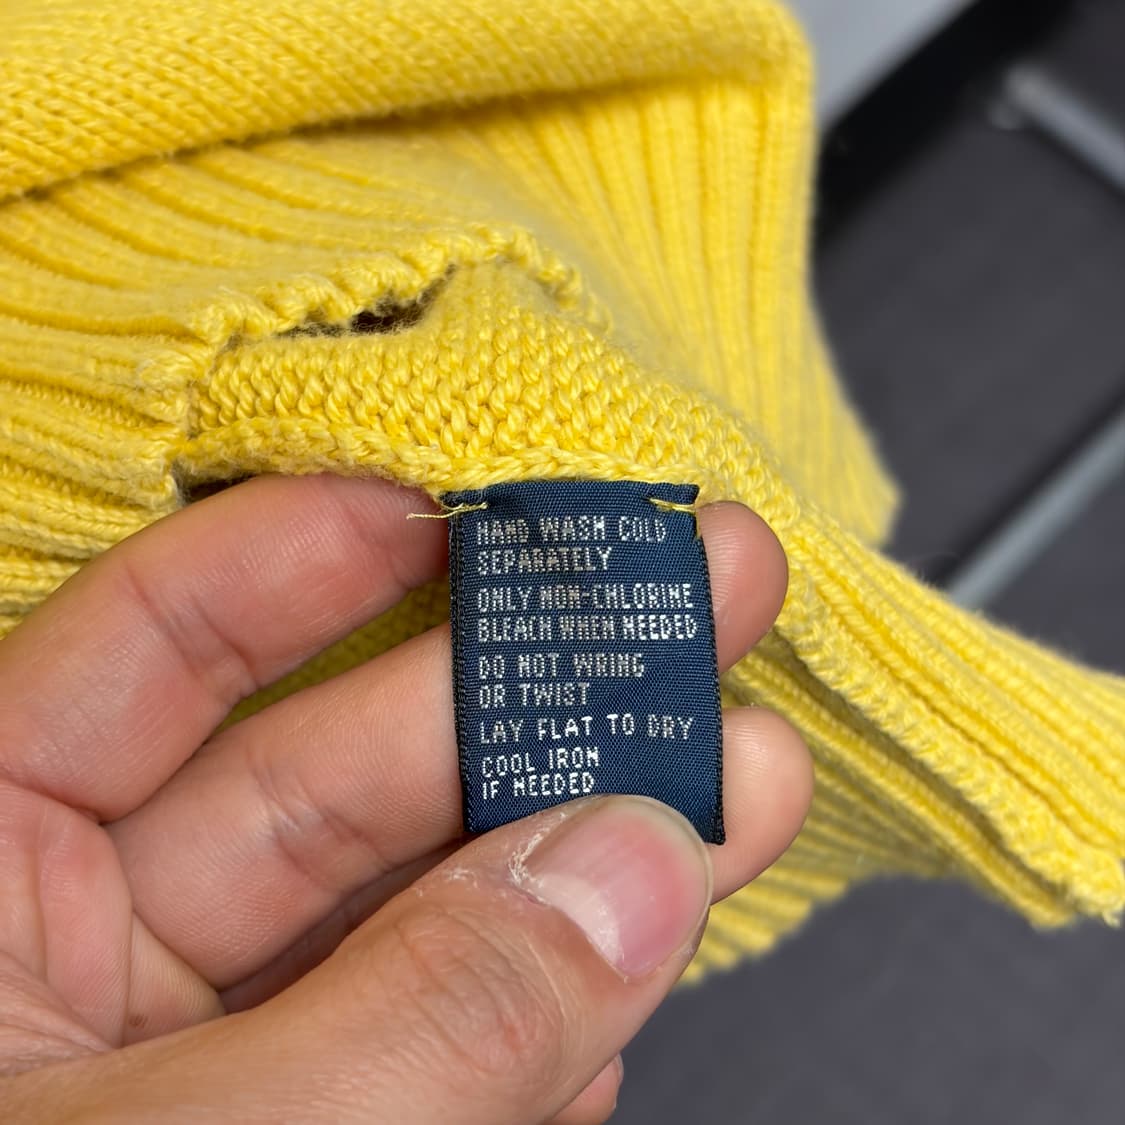 HAND WASH COLD
SEPARATELY
ONLY NON-CHLORINE
BLEACH WHEN NEEDED
DO NOT WRING
OR TWIST
LAY FLAT TO DRY
COOL IRON
IF NEEDED